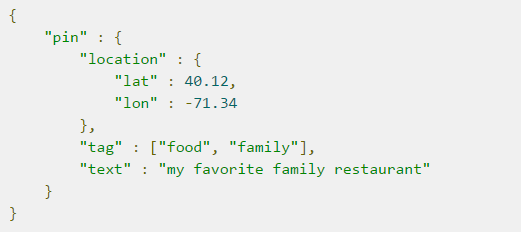 {
    "pin" : {
        "location" : {
            "lat" : 40.12,
            "lon" : -71.34
        },
        "tag" : ["food", "family"],
        "text" : "my favorite family restaurant"
    }
}